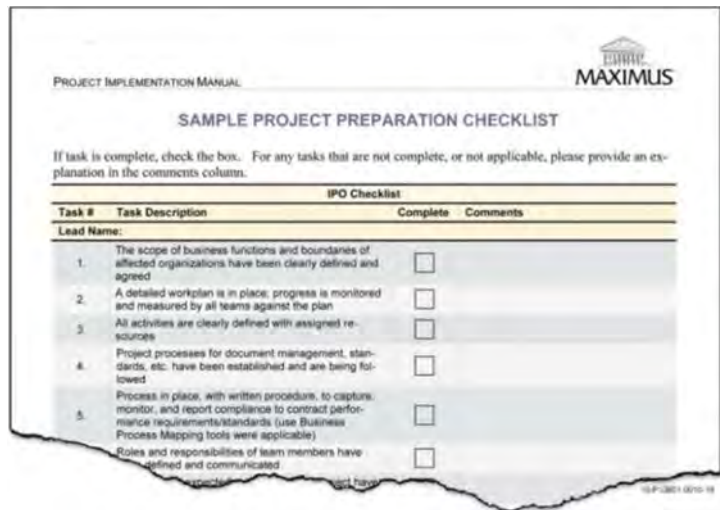 PROJECT IMPLEMENTATION MANUAL
MAXIMUS
SAMPLE PROJECT PREPARATION CHECKLIST
If task is complete, check the box. For any tasks that are not complete, or not applicable, please provide an ex-
planation in the comments column.
IPO Checklist
Task # Task Description Complete Comments
Lead Name:
1. The scope of business functions and boundaries of
affected organizations have been clearly defined and
agreed
2. A detailed workplan is in place; progress is monitored
and measured by all teams against the plan
3. All activities are clearly defined with assigned re-
sources
4. Project processes for document management, stan-
dards, etc. have been established and are being fol-
lowed
5. Process in place, with written procedure, to capture,
monitor, and report compliance to contract perfor-
mance requirements/standards (use Business
Process Mapping tools were applicable)
Roles and responsibilities of team members have
defined and communicated
expected
have